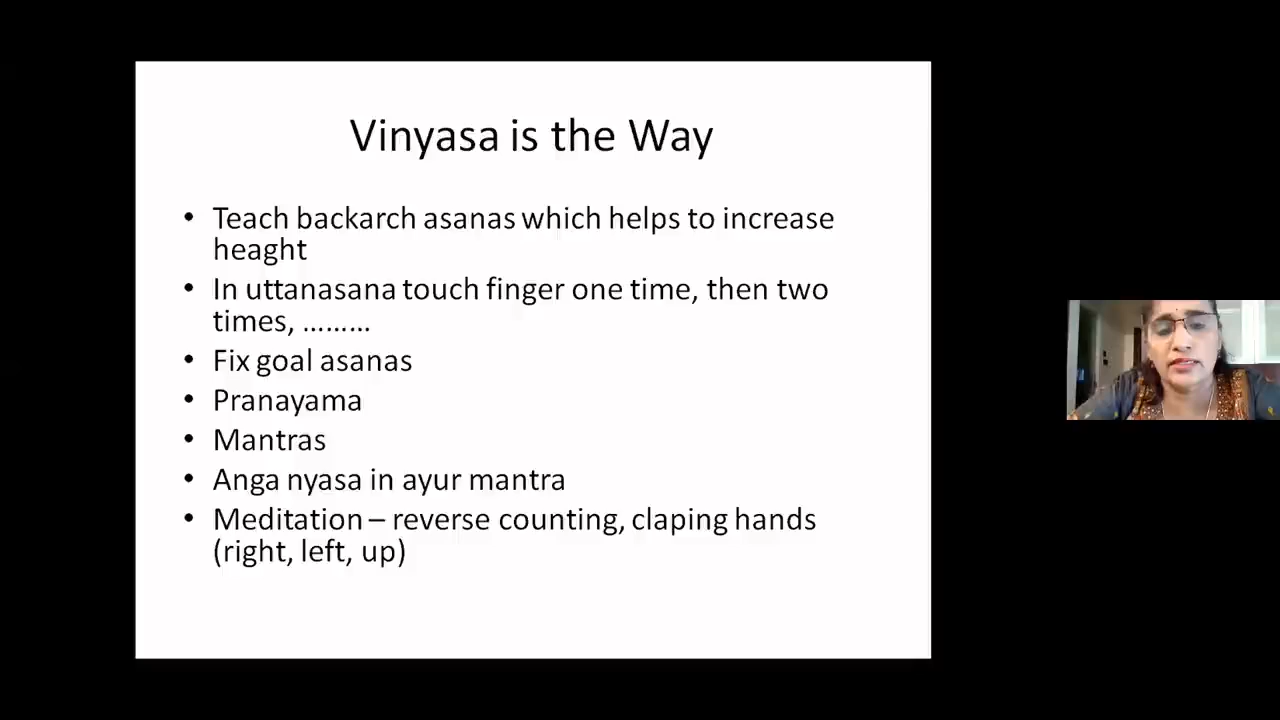 Vinyasa is the Way
• Teach backarch asanas which helps to increase
heaght
• In uttanasana touch finger one time, then two
times, .........
• Fix goal asanas
• Pranayama
• Mantras
• Anga nyasa in ayur mantra
• Meditation – reverse counting, claping hands
(right, left, up)